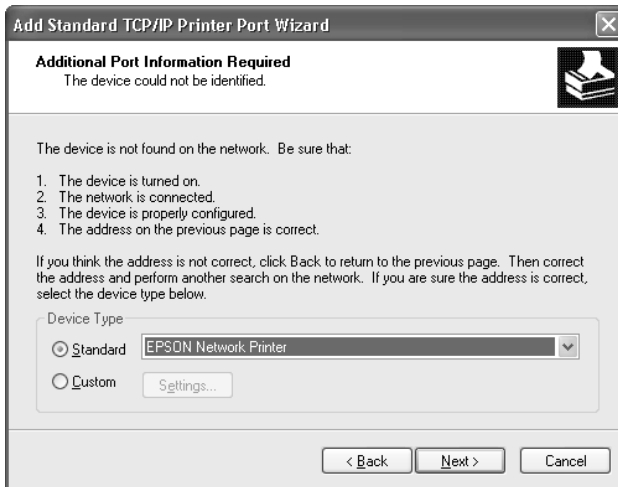 Add Standard TCP/IP Printer Port Wizard
Additional Port Information Required
The device could not be identified.
The device is not found on the network. Be sure that:
1. The device is turned on.
2. The network is connected.
3. The device is properly configured.
4. The address on the previous page is correct.
If you think the address is not correct, click Back to return to the previous page. Then correct
the address and perform another search on the network. If you are sure the address is correct,
select the device type below.
Device Type
Standard EPSON Network Printer
Custom Settings...
< Back Next > Cancel